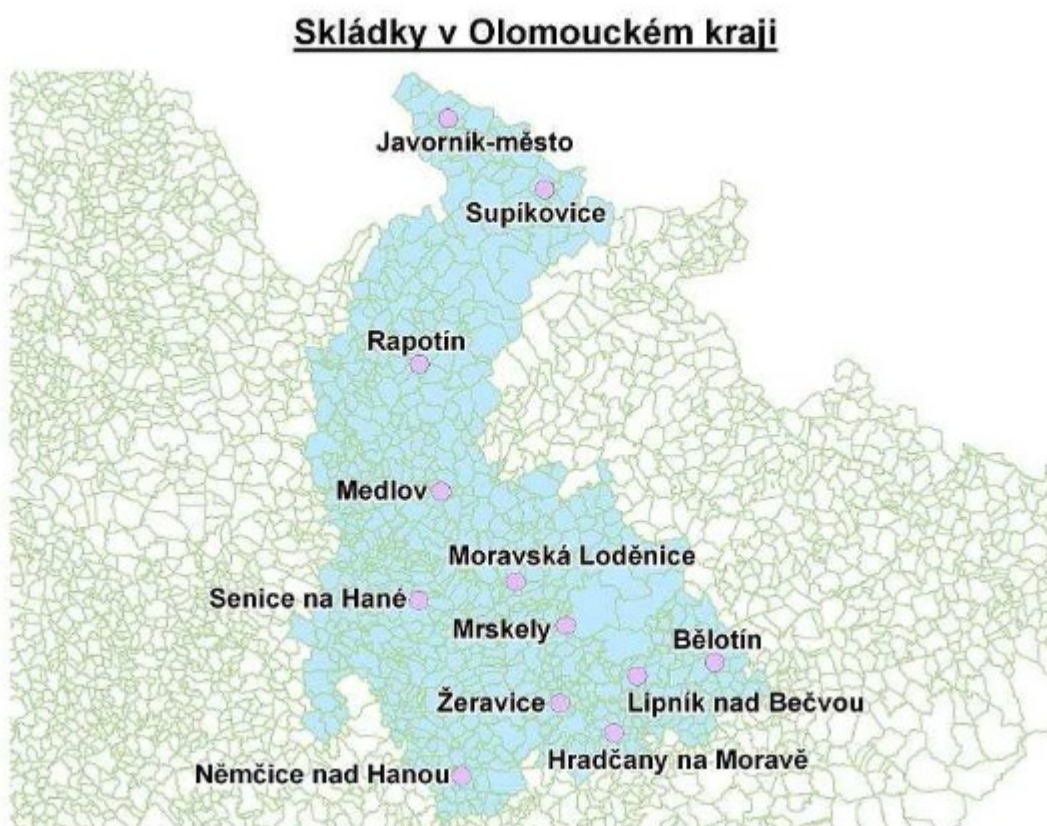 Skládky v Olomouckém kraji
Javorník-město
Supíkovice
Rapotín
Medlov
Moravská Loděnice
Senice na Hané
Mrskely
Bělotín
Žeravice
Lipník nad Bečvou
Hradčany na Moravě
Němčice nad Hanou